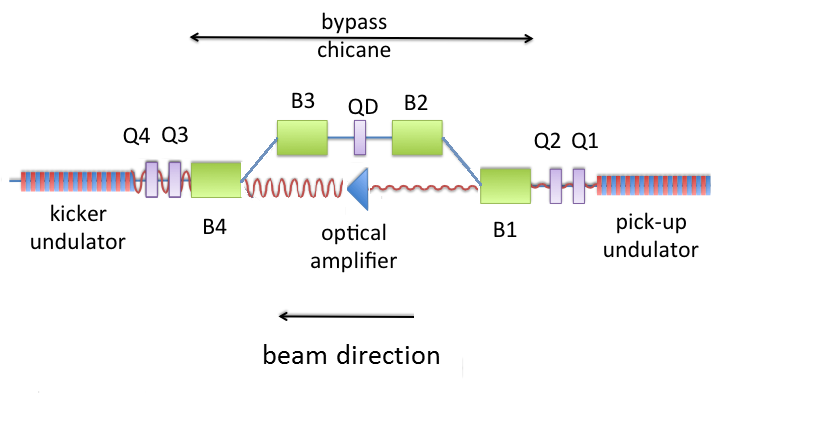 bypass
chicane
B3
QD
B2
Q4
Q3
Q2
Q1
kicker
undulator
B4
optical
amplifier
B1
pick-up
undulator
beam direction